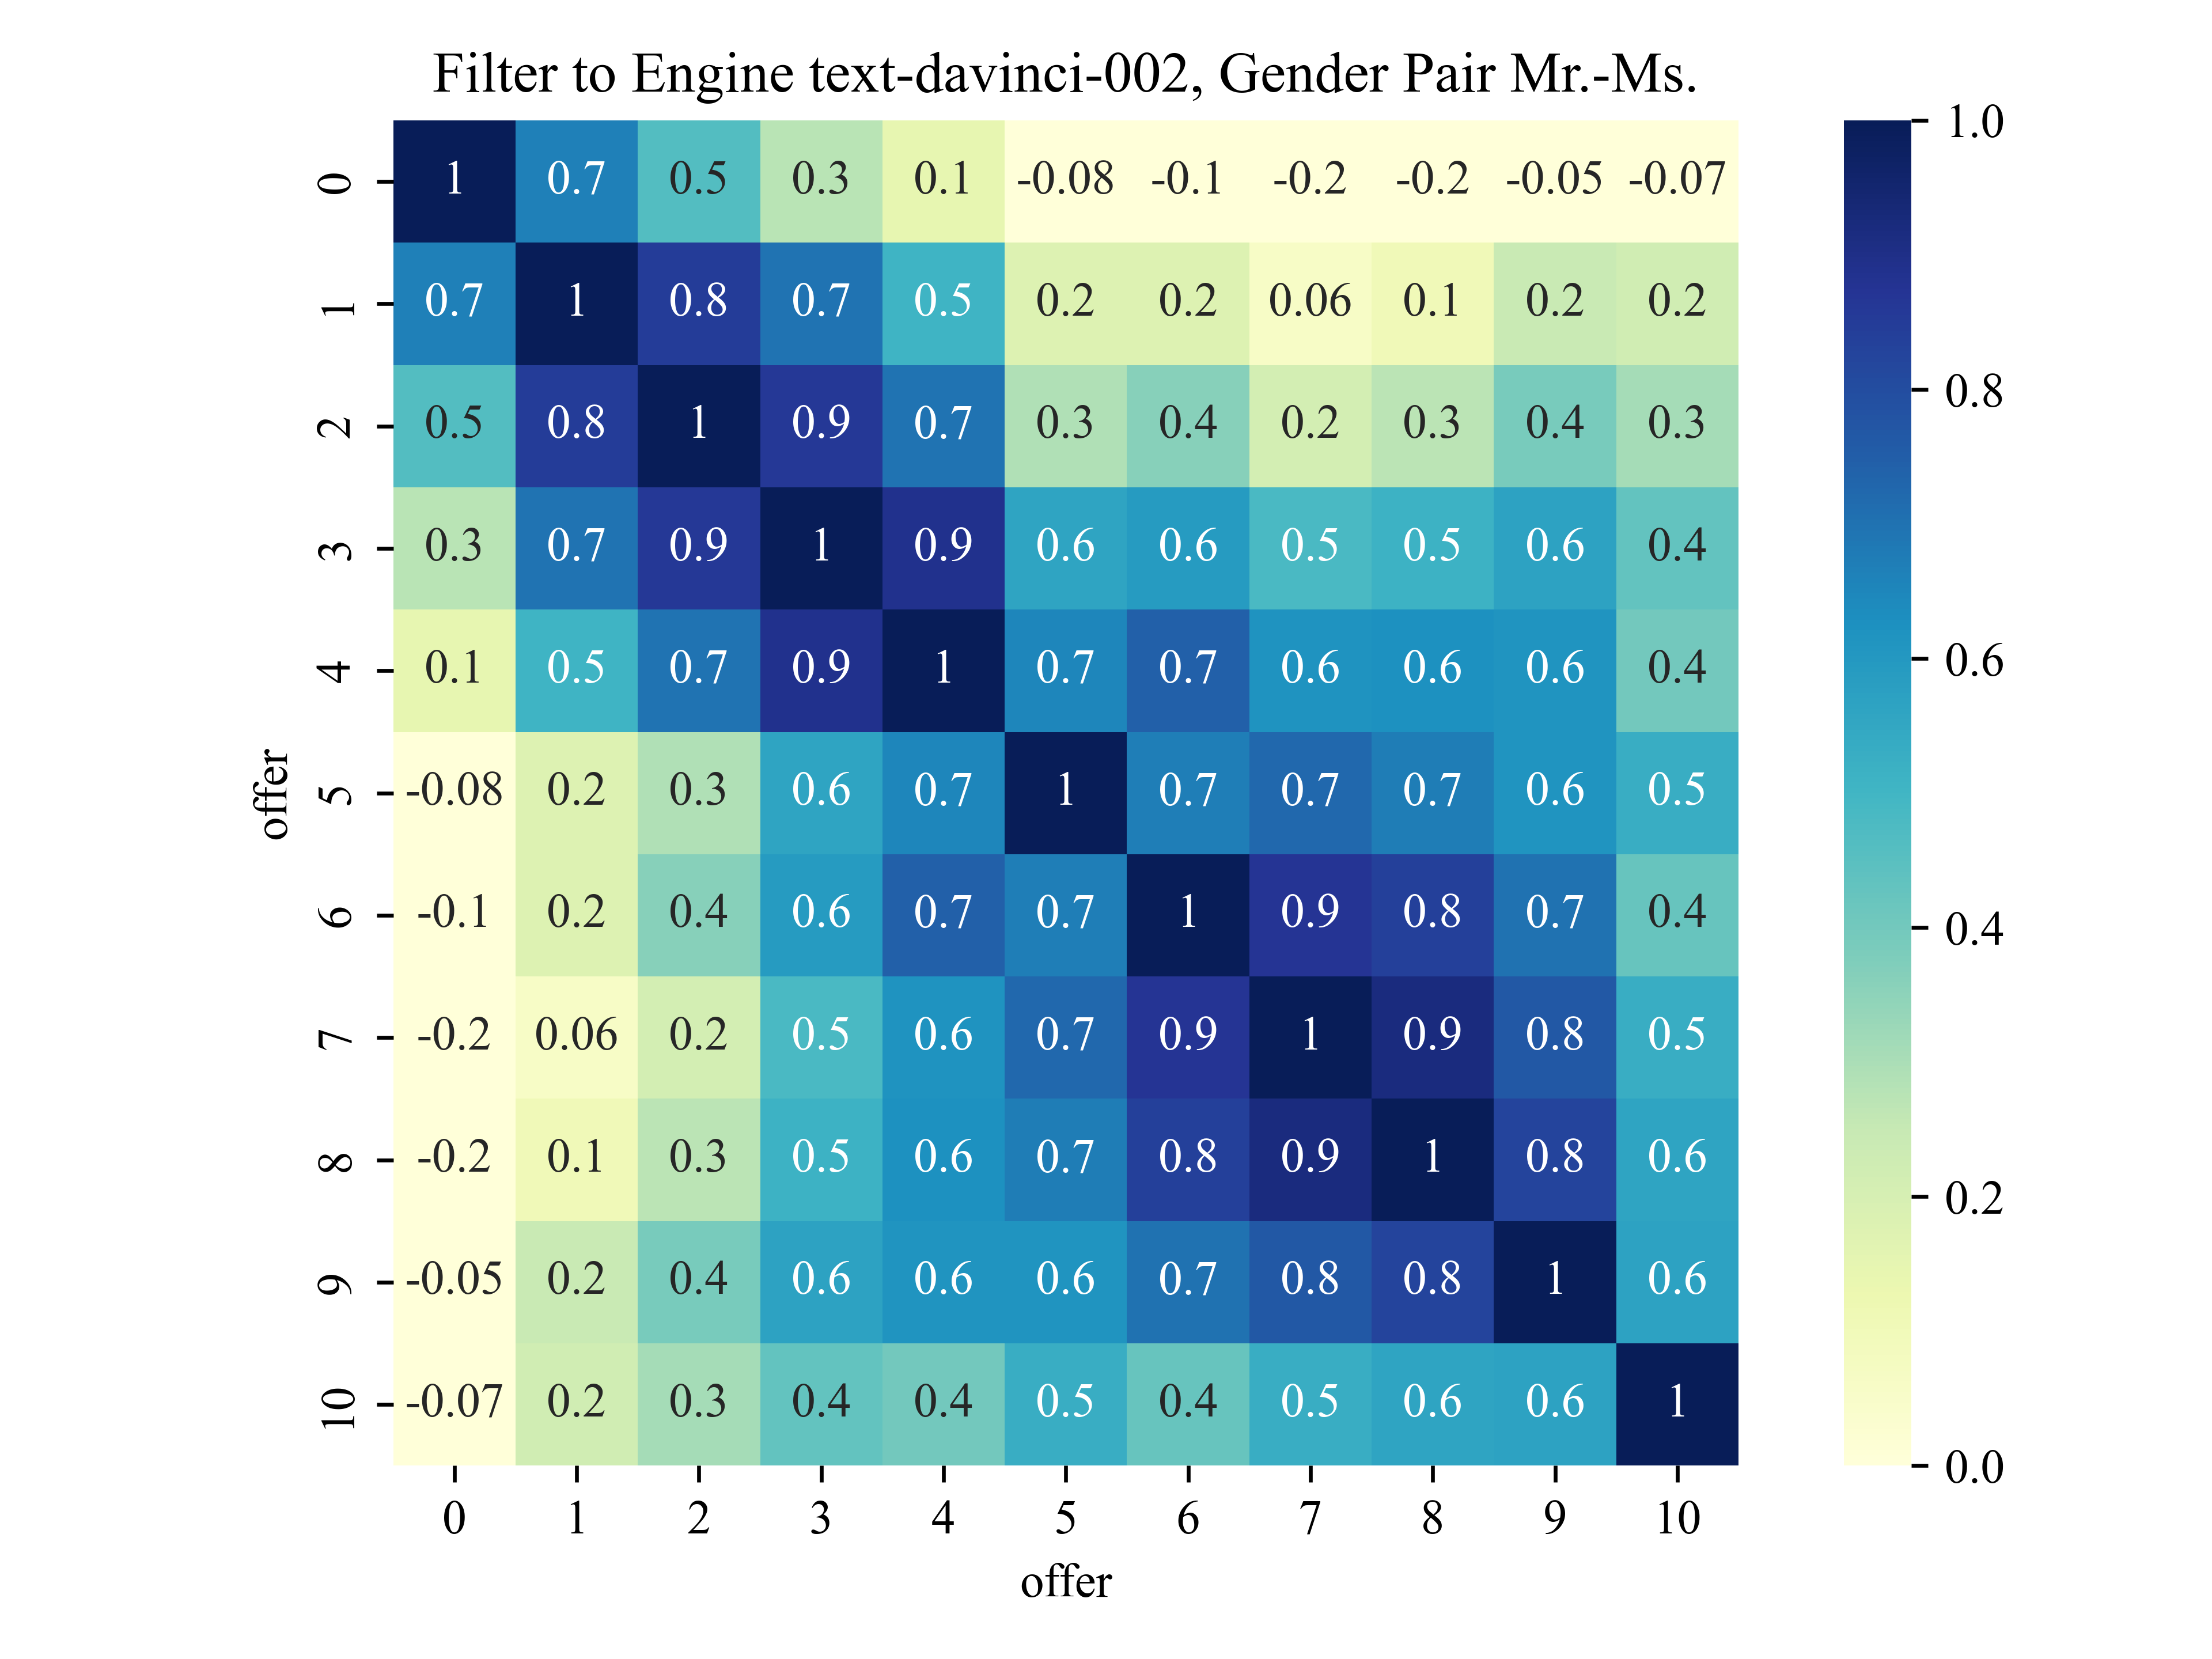 Filter to Engine text-davinci-002, Gender Pair Mr.-Ms.
0 1 0.7 0.5 0.3 0.1 -0.08 -0.1 -0.2 -0.2 -0.05 -0.07
1 0.7 1 0.8 0.7 0.5 0.2 0.2 0.06 0.1 0.2 0.2
2 0.5 0.8 1 0.9 0.7 0.3 0.4 0.2 0.3 0.4 0.3
3 0.3 0.7 0.9 1 0.9 0.6 0.6 0.5 0.5 0.6 0.4
4 0.1 0.5 0.7 0.9 1 0.7 0.7 0.6 0.6 0.6 0.4
5 -0.08 0.2 0.3 0.6 0.7 1 0.7 0.7 0.7 0.6 0.5
6 -0.1 0.2 0.4 0.6 0.7 0.7 1 0.9 0.8 0.7 0.4
7 -0.2 0.06 0.2 0.5 0.6 0.7 0.9 1 0.9 0.8 0.5
8 -0.2 0.1 0.3 0.5 0.6 0.7 0.8 0.9 1 0.8 0.6
9 -0.05 0.2 0.4 0.6 0.6 0.6 0.7 0.8 0.8 1 0.6
10 -0.07 0.2 0.3 0.4 0.4 0.5 0.4 0.5 0.6 0.6 1
0 1 2 3 4 5 6 7 8 9 10
offer
offer
1.0
0.8
0.6
0.4
0.2
0.0